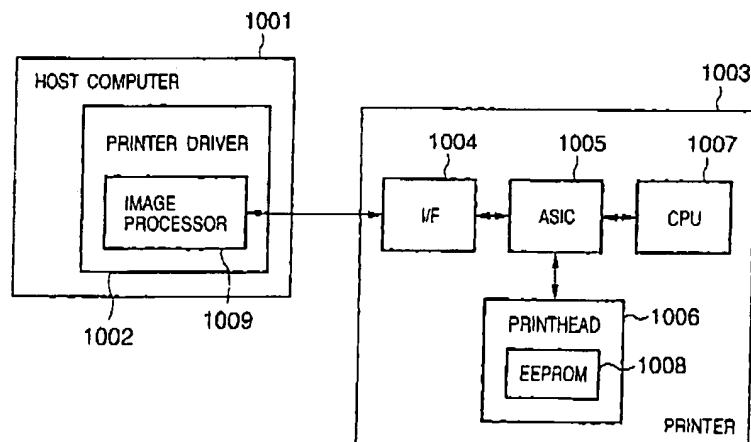 1001
HOST COMPUTER
PRINTER DRIVER
IMAGE
PROCESSOR
1002
1009
1003
1004
1005
1007
I/F
ASIC
CPU
PRINTHEAD
1006
EEPROM
1008
PRINTER